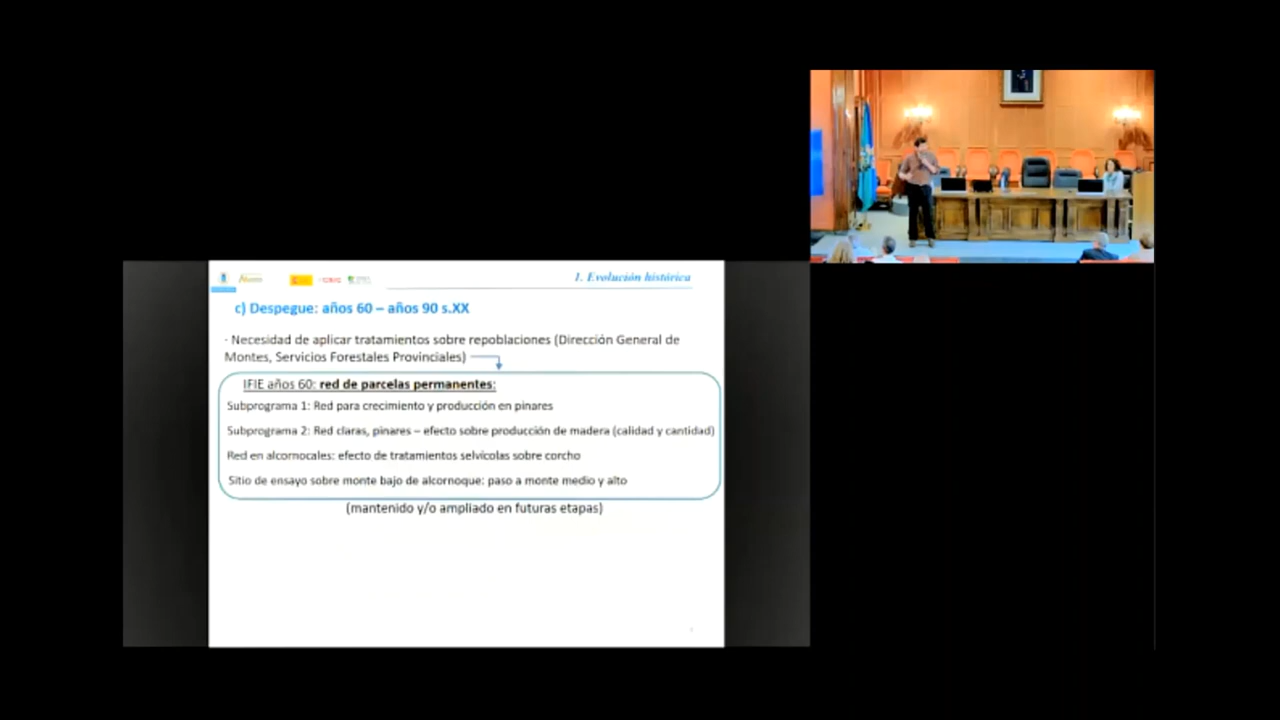 1. Evolución histórica
c) Despegue: años 60 – años 90 s.XX
· Necesidad de aplicar tratamientos sobre repoblaciones (Dirección General de
Montes, Servicios Forestales Provinciales)
IFIE años 60: red de parcelas permanentes:
Subprograma 1: Red para crecimiento y producción en pinares
Subprograma 2: Red claras, pinares – efecto sobre producción de madera (calidad y cantidad)
Red en alcornocales: efecto de tratamientos selvícolas sobre corcho
Sitio de ensayo sobre monte bajo de alcornoque: paso a monte medio y alto
(mantenido y/o ampliado en futuras etapas)